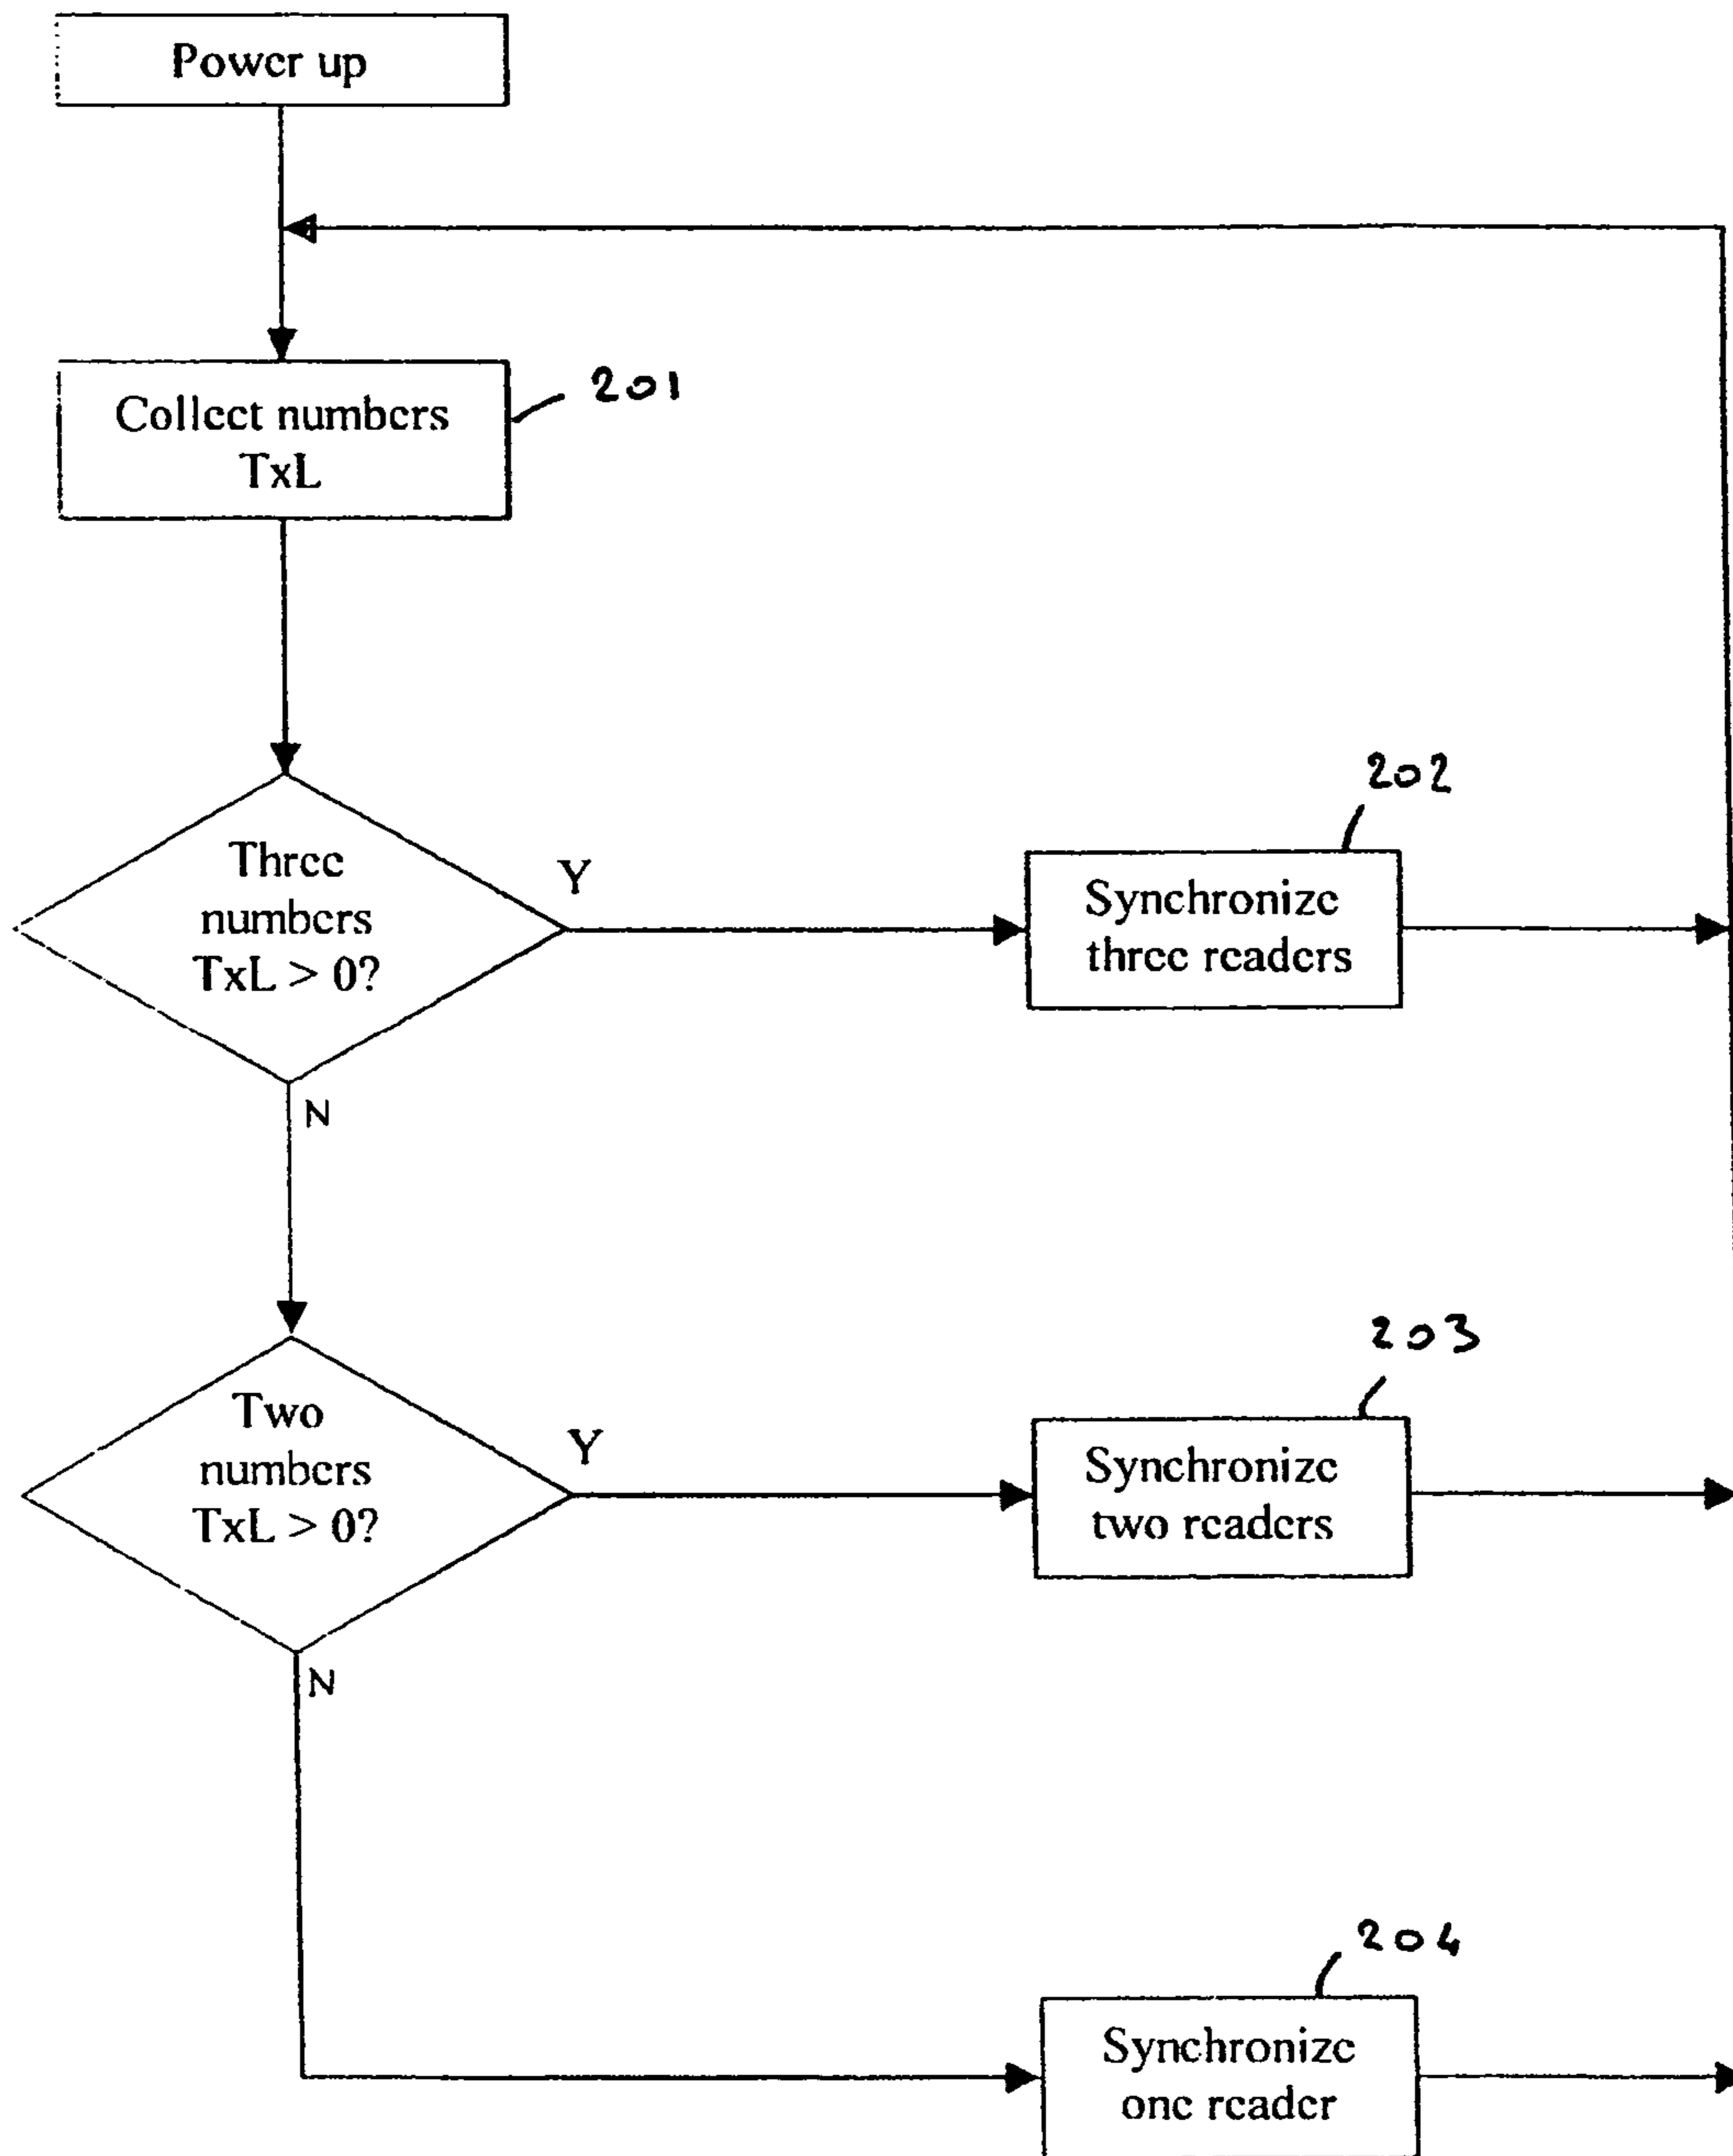 Power up
Collect numbers
TxL
201
Three
numbers
TxL > 0?
Y
N
202
Synchronize
three readers
Two
numbers
TxL > 0?
Y
N
203
Synchronize
two readers
204
Synchronize
one reader